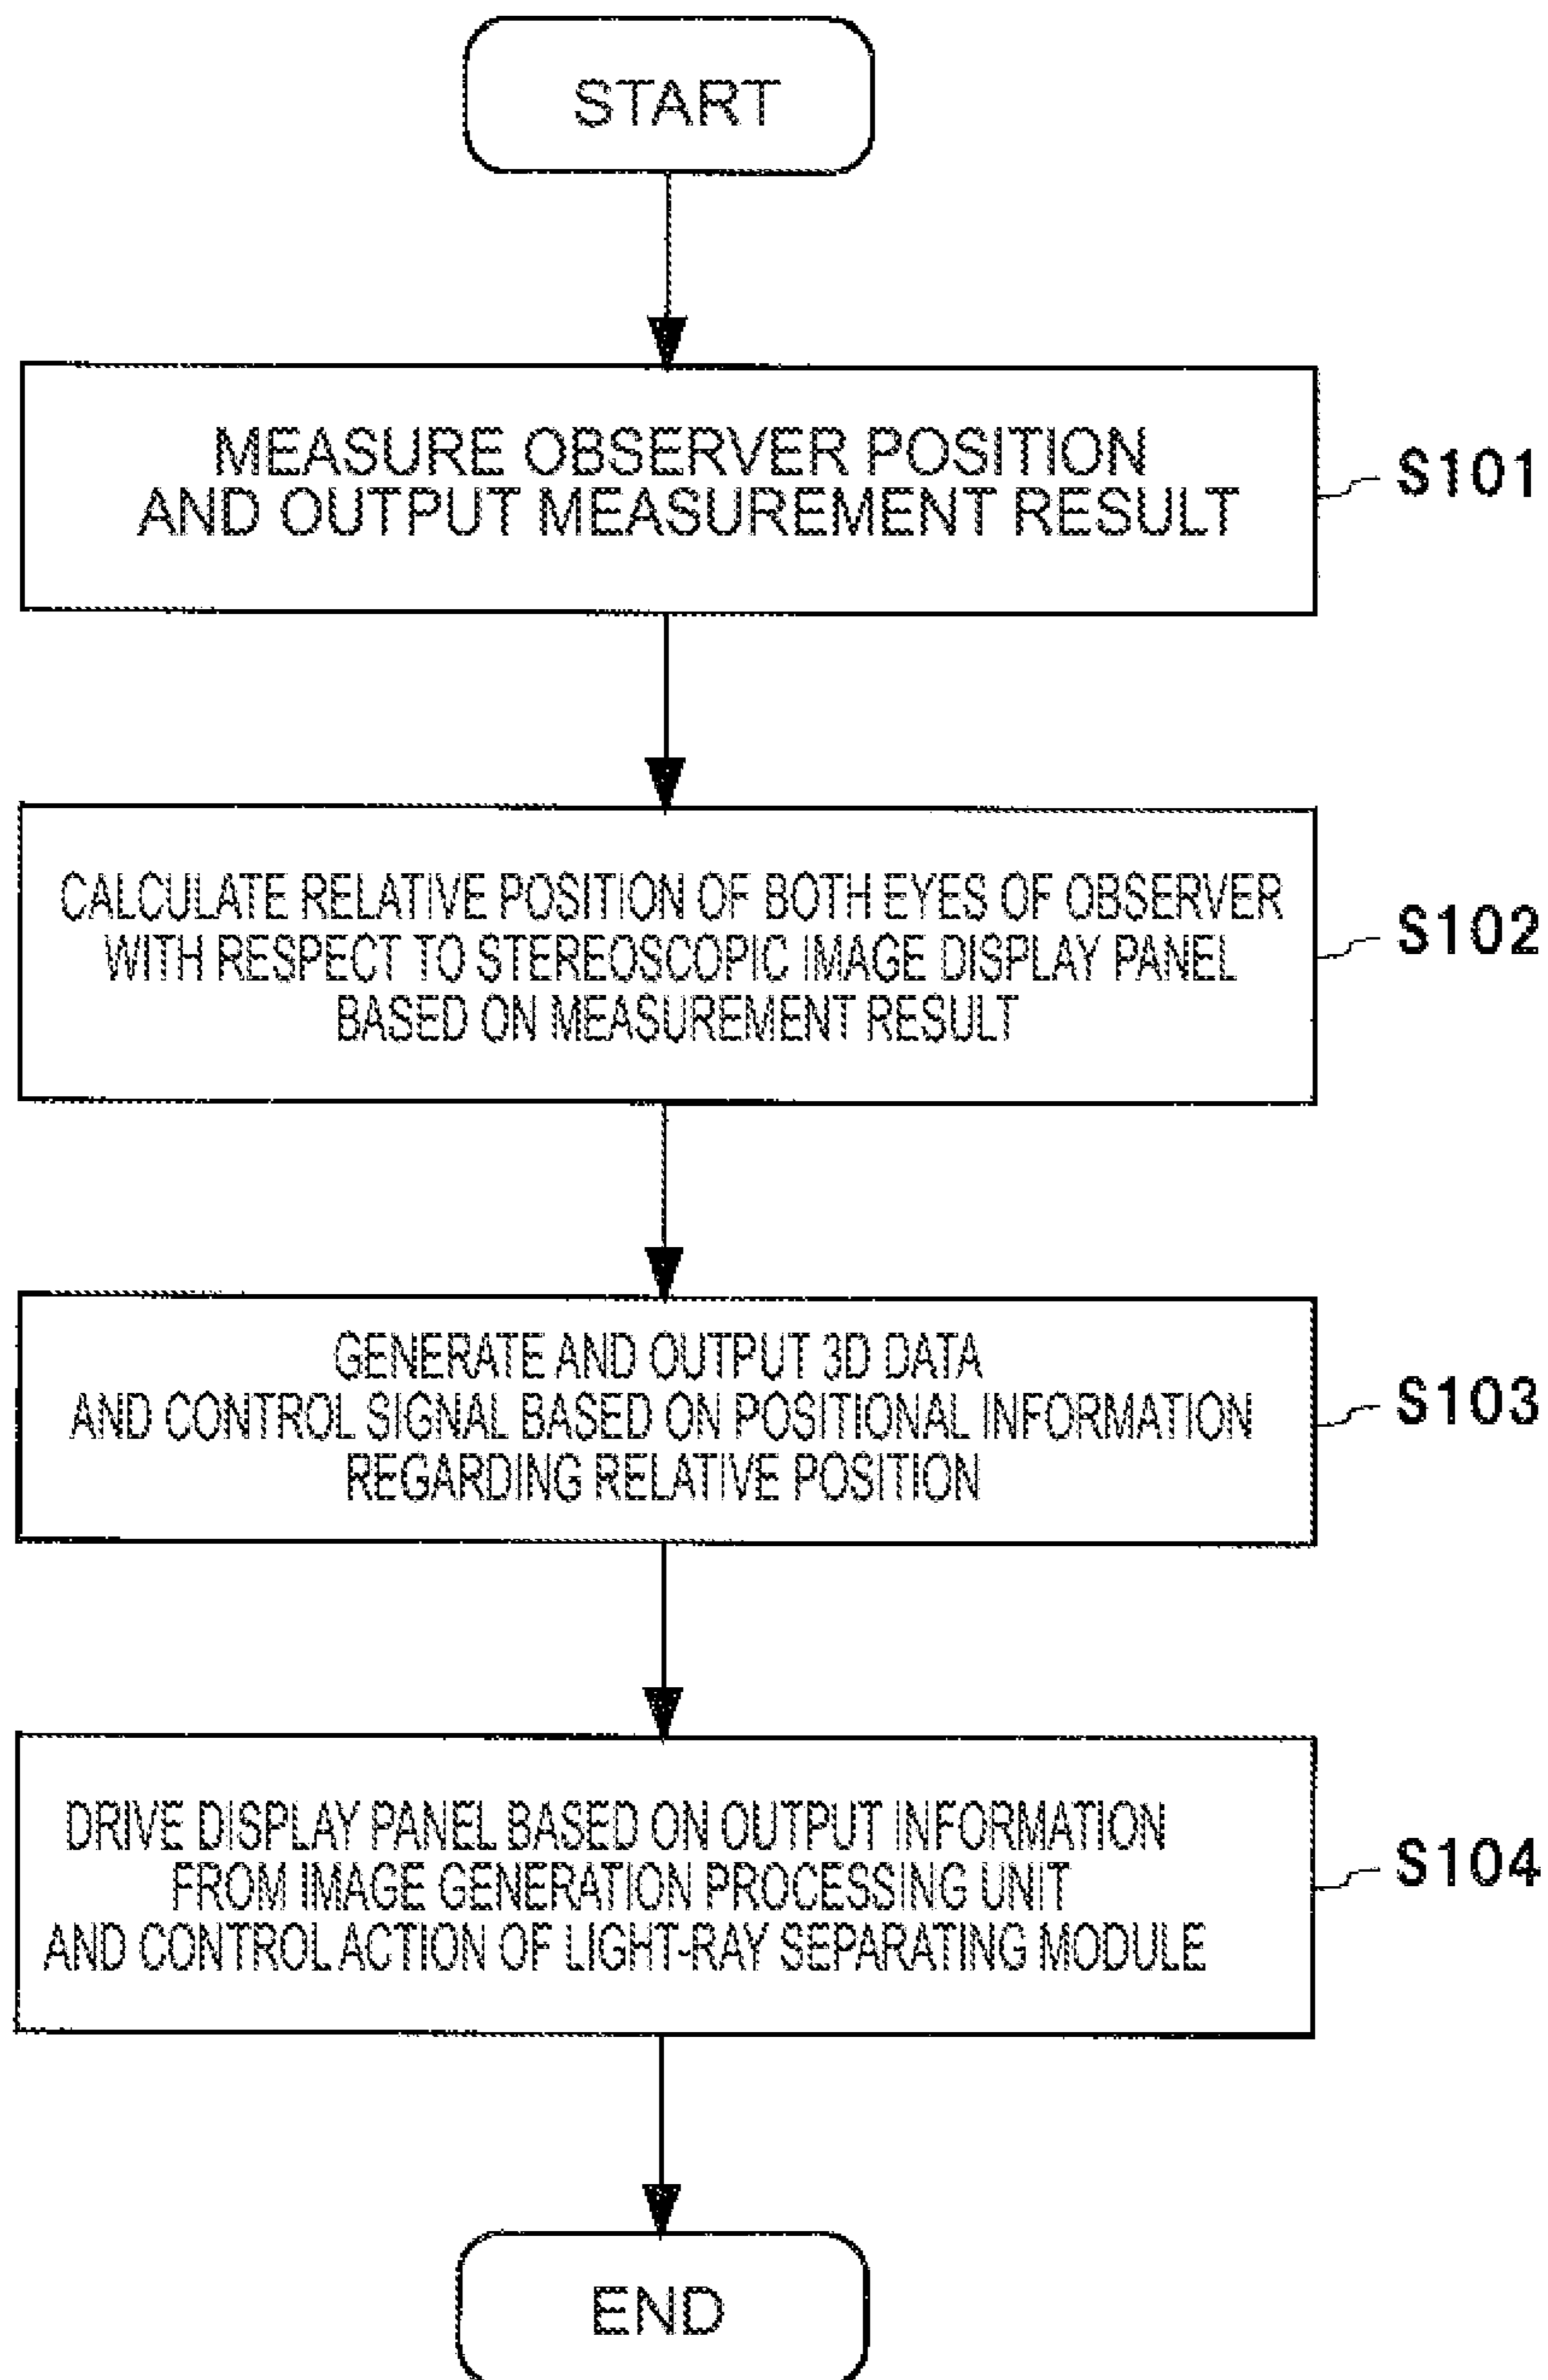 START
MEASURE OBSERVER POSITION
AND OUTPUT MEASUREMENT RESULT
S101
CALCULATE RELATIVE POSITION OF BOTH EYES OF OBSERVER
WITH RESPECT TO STEREOSCOPIC IMAGE DISPLAY PANEL
BASED ON MEASUREMENT RESULT
S102
GENERATE AND OUTPUT 3D DATA
AND CONTROL SIGNAL BASED ON POSITIONAL INFORMATION
REGARDING RELATIVE POSITION
S103
DRIVE DISPLAY PANEL BASED ON OUTPUT INFORMATION
FROM IMAGE GENERATION PROCESSING UNIT
AND CONTROL ACTION OF LIGHT-RAY SEPARATING MODULE
S104
END